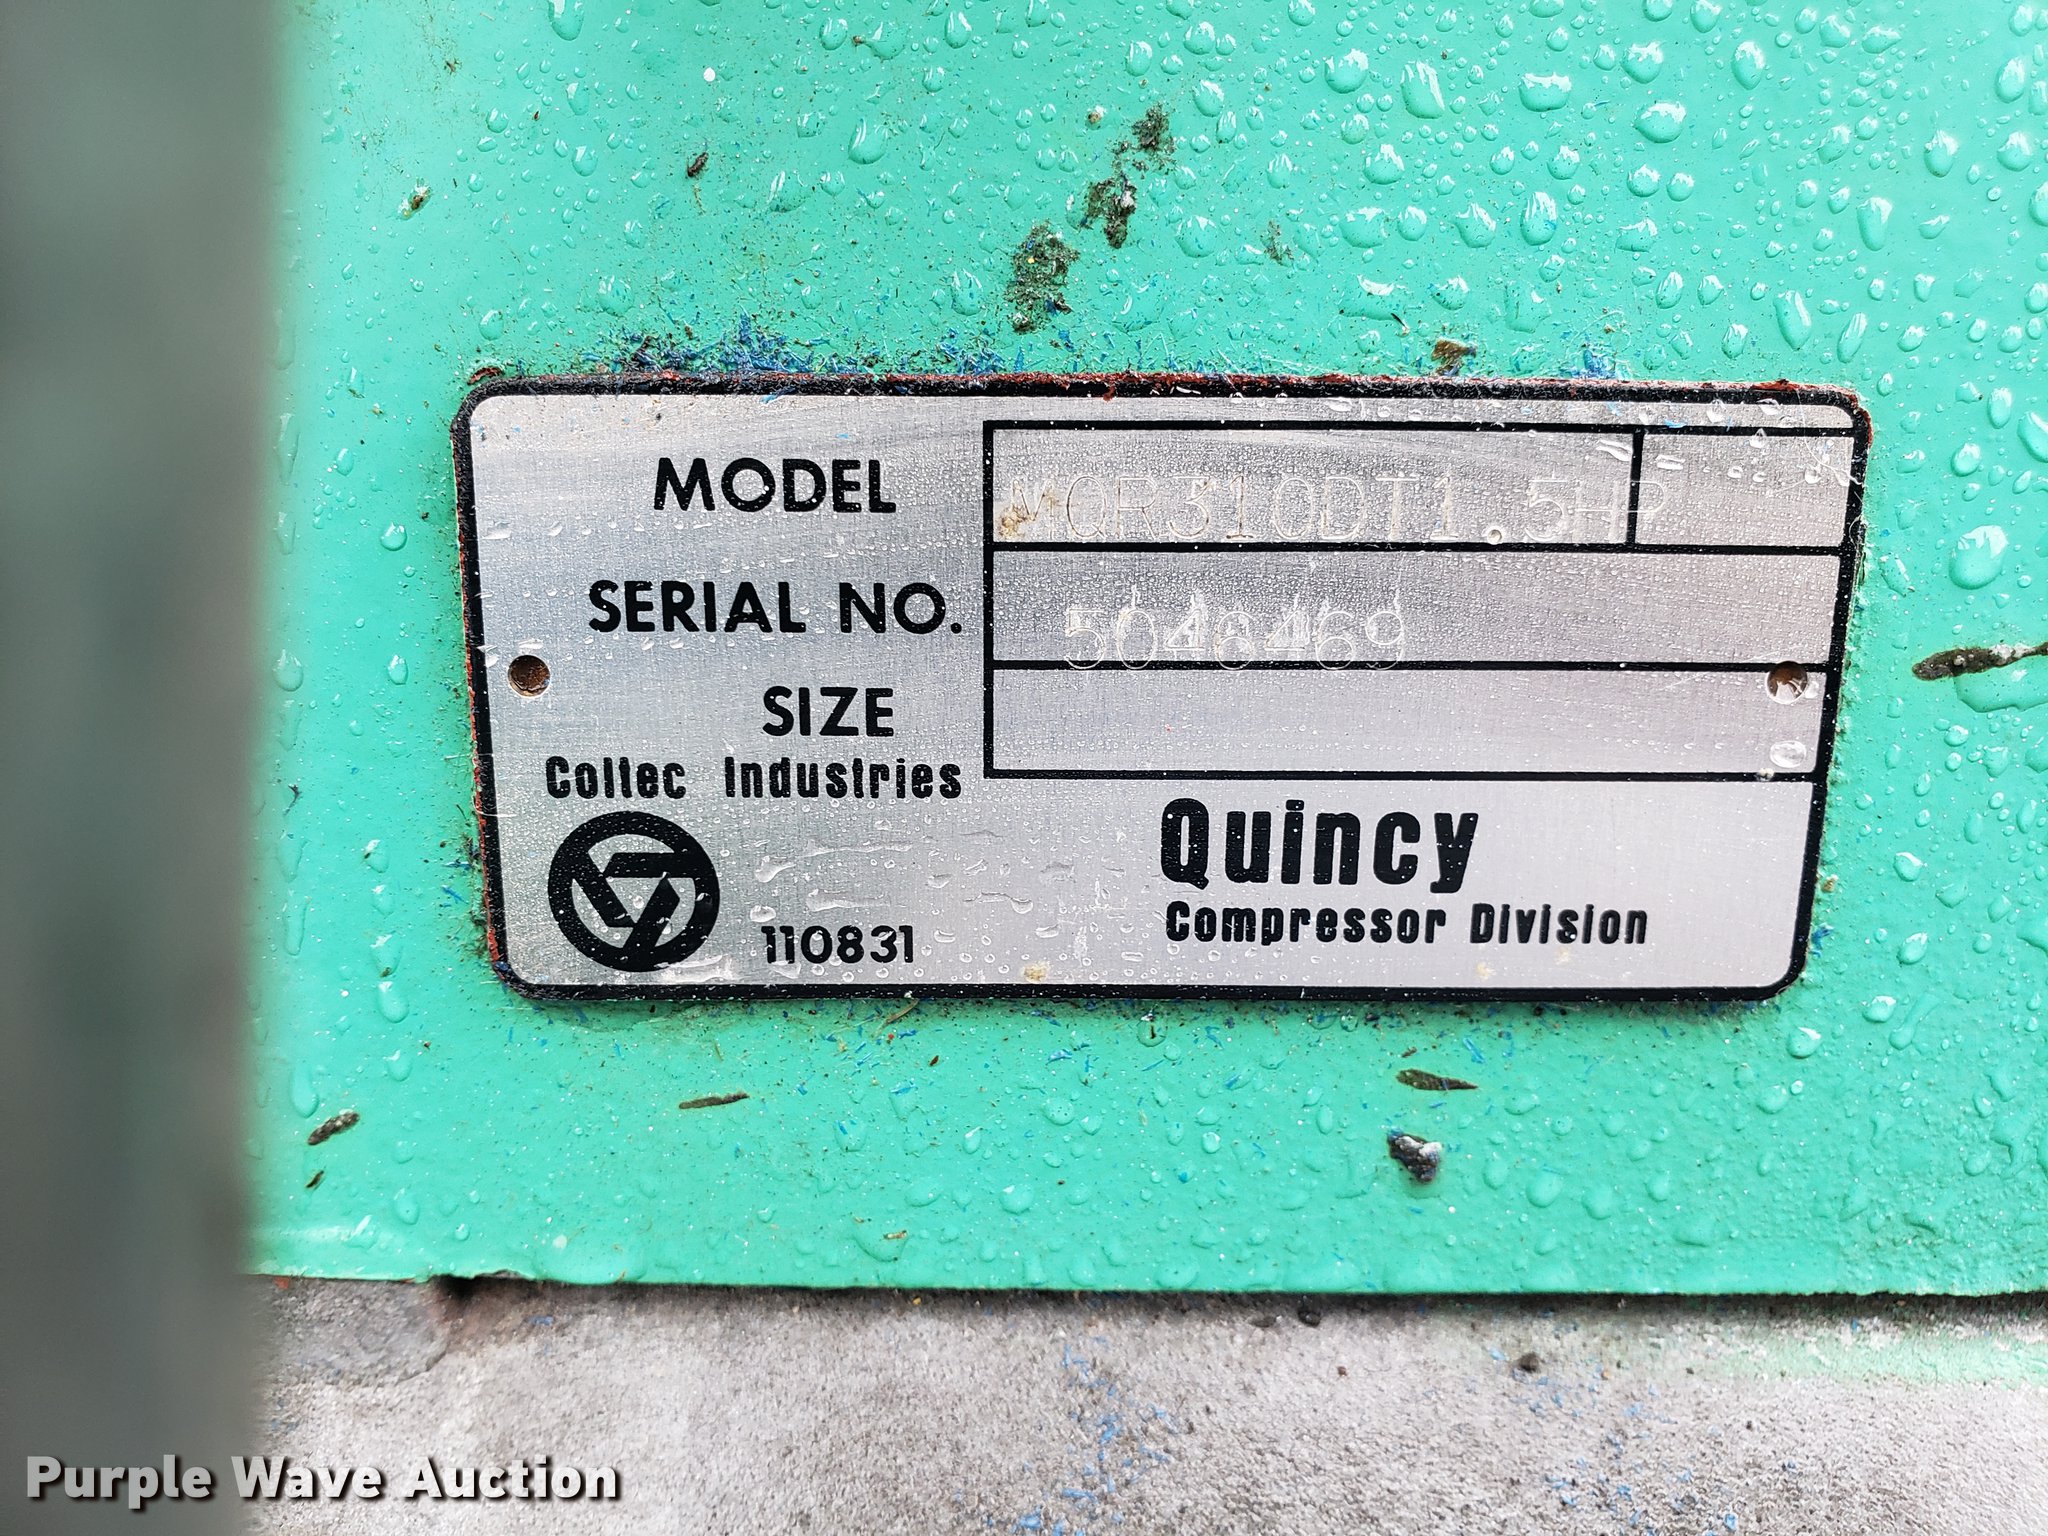 MODEL MQR310DT1.5HP
SERIAL NO. 5046469
SIZE
Coltec Industries
Quincy
Compressor Division
110831
Purple Wave Auction